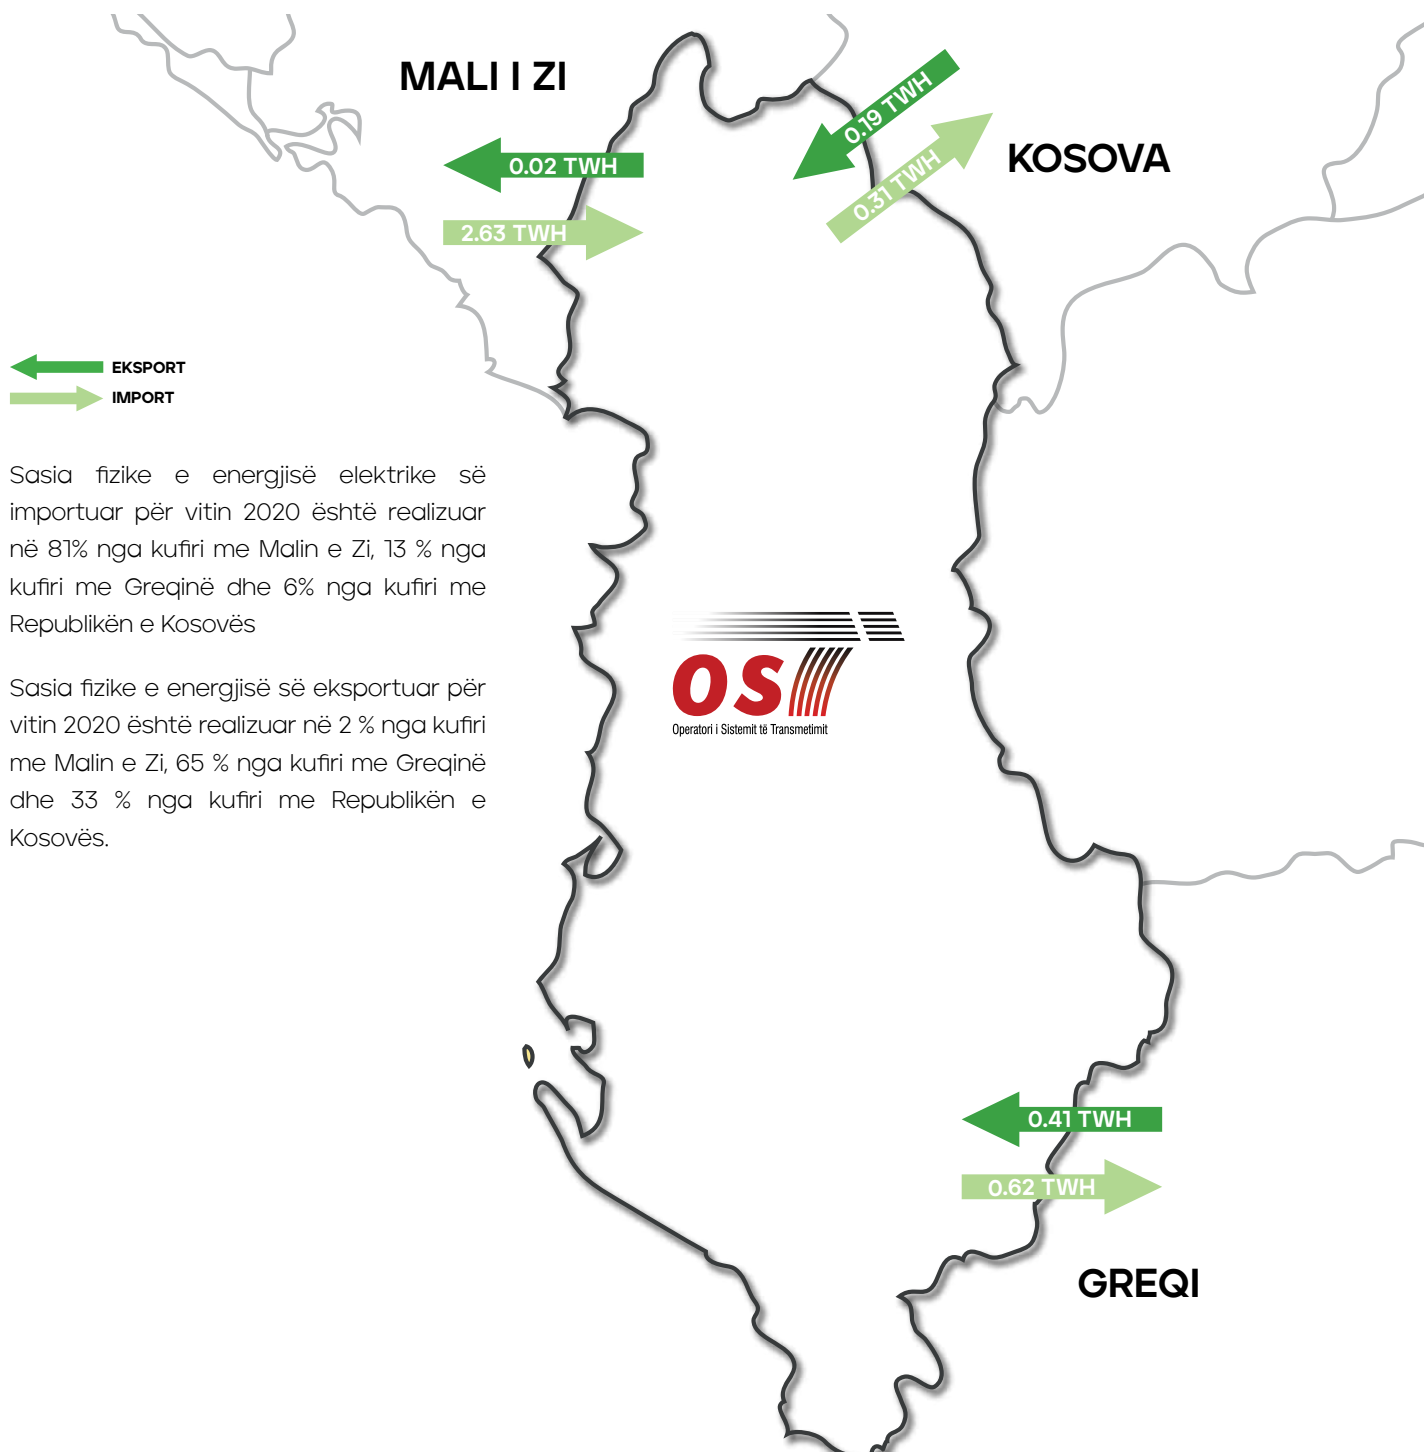 MALI I ZI
0.02 TWH
2.63 TWH
0.19 TWH
0.31 TWH
KOSOVA
EKSPORT
IMPORT
Sasia fizike e energjisë elektrike së
importuar për vitin 2020 është realizuar
në 81% nga kufiri me Malin e Zi, 13 % nga
kufiri me Greqinë dhe 6% nga kufiri me
Republikën e Kosovës
Sasia fizike e energjisë së eksportuar për
vitin 2020 është realizuar në 2 % nga kufiri
me Malin e Zi, 65 % nga kufiri me Greqinë
dhe 33 % nga kufiri me Republikën e
Kosovës.
OST
Operatori i Sistemit të Transmetimit
0.41 TWH
0.62 TWH
GREQI